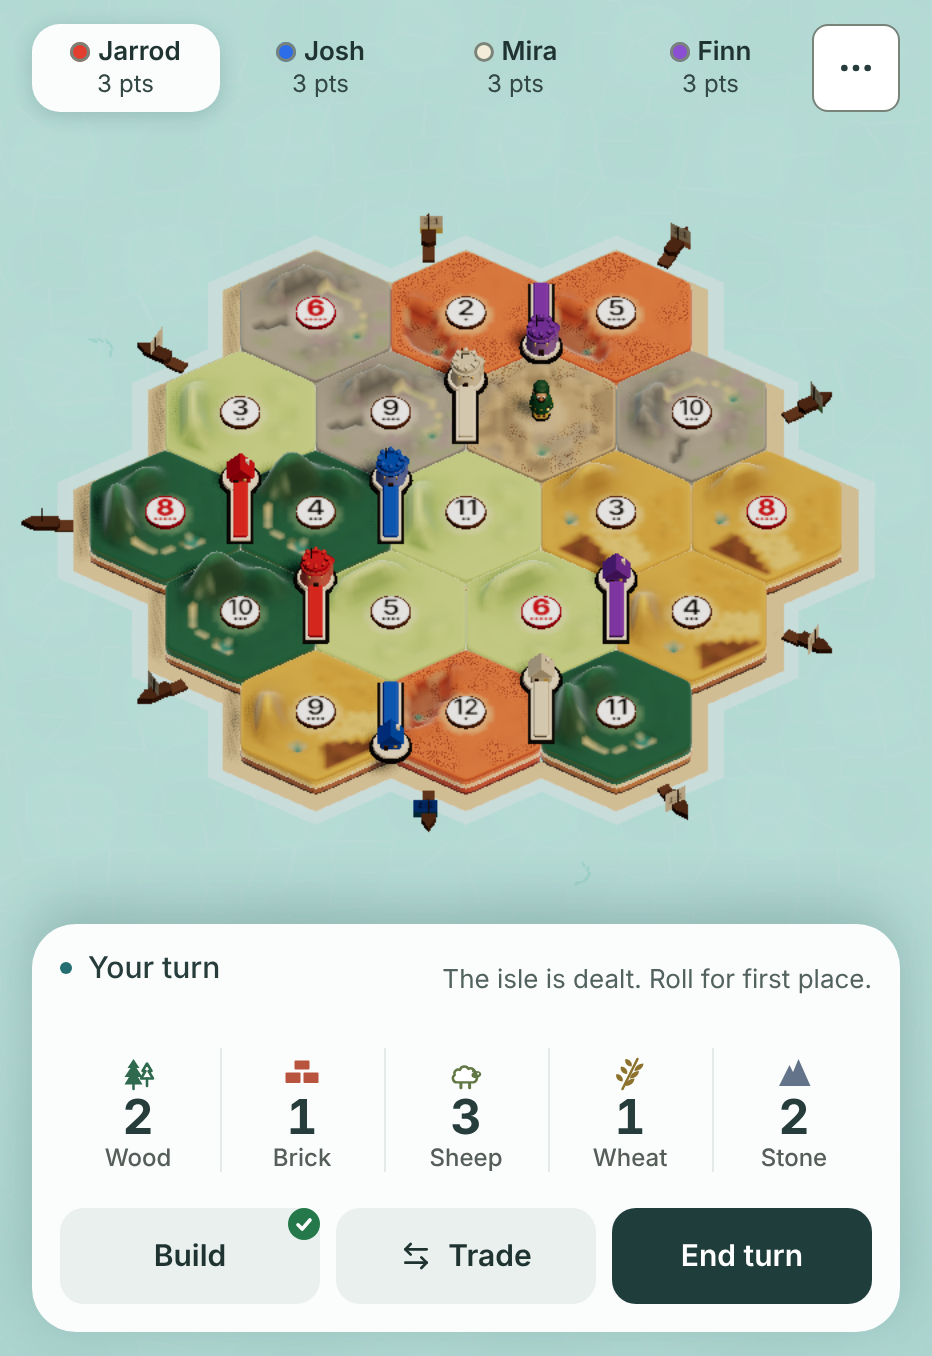 Jarrod
3 pts
Josh
3 pts
Mira
3 pts
Finn
3 pts
6
2
5
3
9
10
8
4
11
3
8
10
5
6
4
9
12
11
Your turn
The isle is dealt. Roll for first place.
2
Wood
1
Brick
3
Sheep
1
Wheat
2
Stone
Build
Trade
End turn